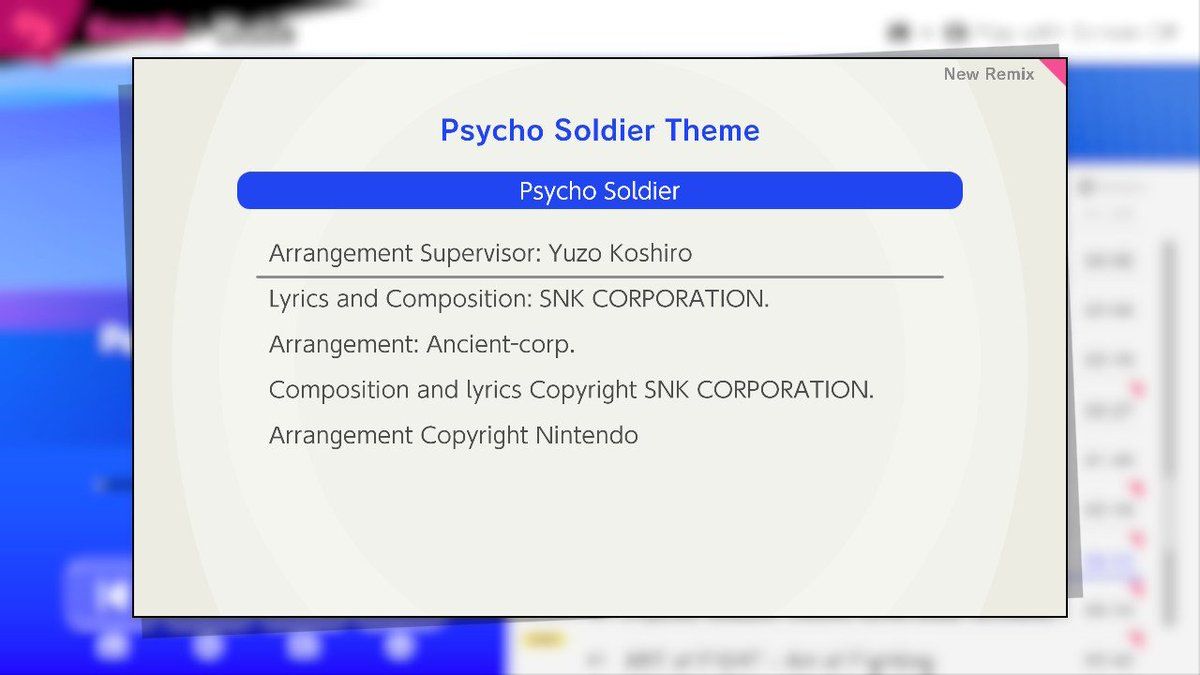 New Remix
Psycho Soldier Theme
Psycho Soldier
Arrangement Supervisor: Yuzo Koshiro
Lyrics and Composition: SNK CORPORATION.
Arrangement: Ancient-corp.
Composition and lyrics Copyright SNK CORPORATION.
Arrangement Copyright Nintendo